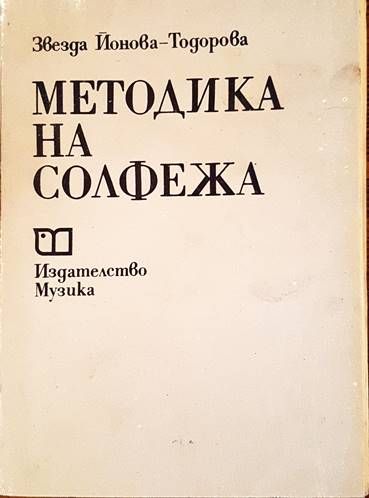 Звезда Йонова-Тодорова
МЕТОДИКА
НА
СОЛФЕЖА
Издателство
Музика